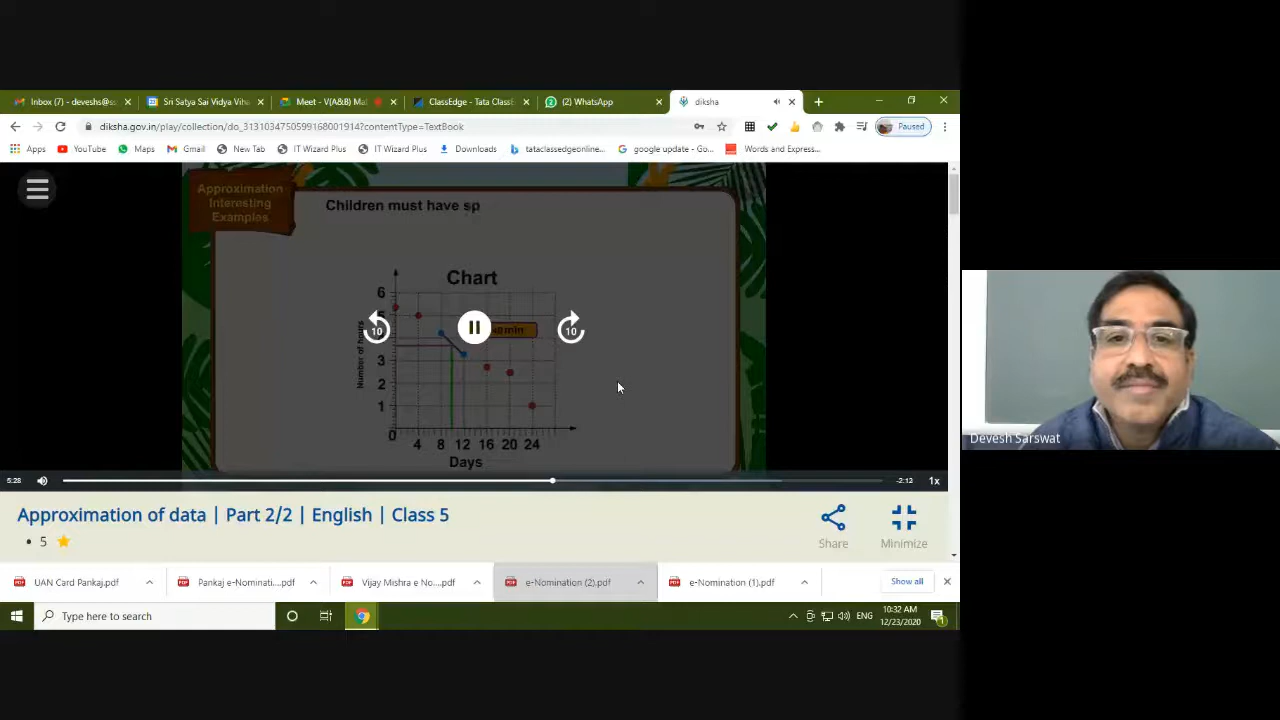 Inbox (7) - deveshs@ss
Sri Satya Sai Vidya Viha
Meet - V(A&B) Mat
ClassEdge - Tata ClassE
(2) WhatsApp
diksha
diksha.gov.in/play/collection/do_31310347505991680019​14?contentType=TextBook
Paused
Apps
YouTube
Maps
Gmail
New Tab
IT Wizard Plus
IT Wizard Plus
Downloads
tataclassedgeonline...
google update - Go...
Words and Express...
Approximation
Interesting
Examples
Children must have sp
Chart
Number of hours
6
3
2
1
0
4 8 12 16 20 24
Days
10
10
Devesh Sarswat
5:28
-2:12
1x
Approximation of data | Part 2/2 | English | Class 5
5
Share
Minimize
UAN Card Pankaj.pdf
Pankaj e-Nominati....pdf
Vijay Mishra e No....pdf
e-Nomination (2).pdf
e-Nomination (1).pdf
Show all
Type here to search
ENG
10:32 AM
12/23/2020